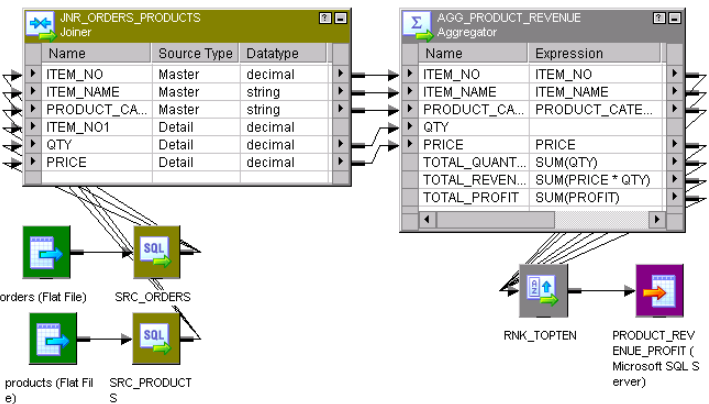 JNR_ORDERS_PRODUCTS
Joiner
Name Source Type Datatype
ITEM_NO Master decimal
ITEM_NAME Master string
PRODUCT_CA... Master string
ITEM_NO1 Detail decimal
QTY Detail decimal
PRICE Detail decimal
AGG_PRODUCT_REVENUE
Aggregator
Name Expression
ITEM_NO ITEM_NO
ITEM_NAME ITEM_NAME
PRODUCT_CA... PRODUCT_CATE...
QTY
PRICE PRICE
TOTAL_QUANT... SUM(QTY)
TOTAL_REVEN... SUM(PRICE * QTY)
TOTAL_PROFIT SUM(PROFIT)
SQL
orders (Flat File)
SRC_ORDERS
SQL
products (Flat Fil
e)
SRC_PRODUCT
S
A
Z
RNK_TOPTEN
PRODUCT_REV
ENUE_PROFIT (
Microsoft SQL S
erver)